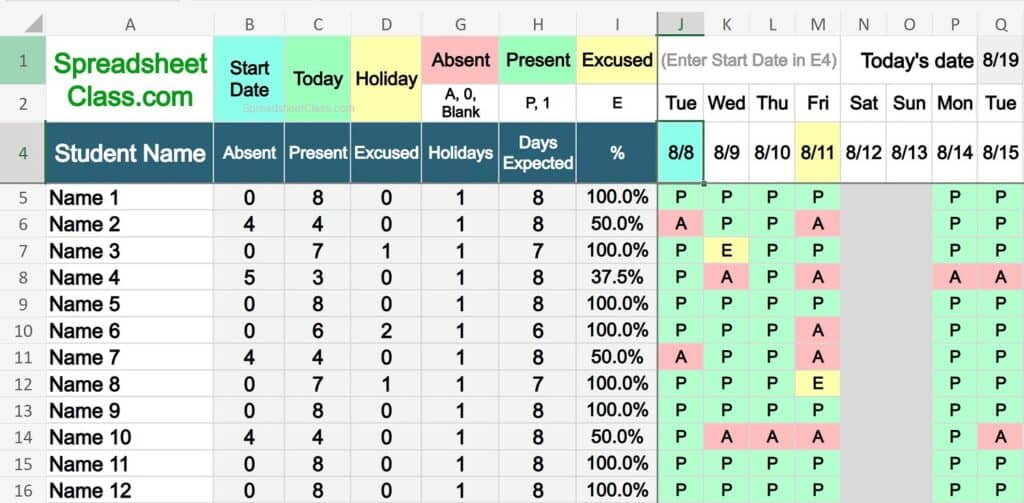 A B C D G H I J K L M N O P Q
1 Spreadsheet Class.com Start Date Today Holiday Absent Present Excused (Enter Start Date in E4) Today's date 8/19
SpreadsheetClass.com
2 A, 0, Blank P, 1 E Tue Wed Thu Fri Sat Sun Mon Tue
4 Student Name Absent Present Excused Holidays Days Expected % 8/8 8/9 8/10 8/11 8/12 8/13 8/14 8/15
5 Name 1 0 8 0 1 8 100.0% P P P P P P
6 Name 2 4 4 0 1 8 50.0% A P P A P P
7 Name 3 0 7 1 1 7 100.0% P E P P P P
8 Name 4 5 3 0 1 8 37.5% P A P A A A
9 Name 5 0 8 0 1 8 100.0% P P P P P P
10 Name 6 0 6 2 1 6 100.0% P P P A P P
11 Name 7 4 4 0 1 8 50.0% A P P A P P
12 Name 8 0 7 1 1 7 100.0% P P P E P P
13 Name 9 0 8 0 1 8 100.0% P P P P P P
14 Name 10 4 4 0 1 8 50.0% P A A A P A
15 Name 11 0 8 0 1 8 100.0% P P P P P P
16 Name 12 0 8 0 1 8 100.0% P P P P P P